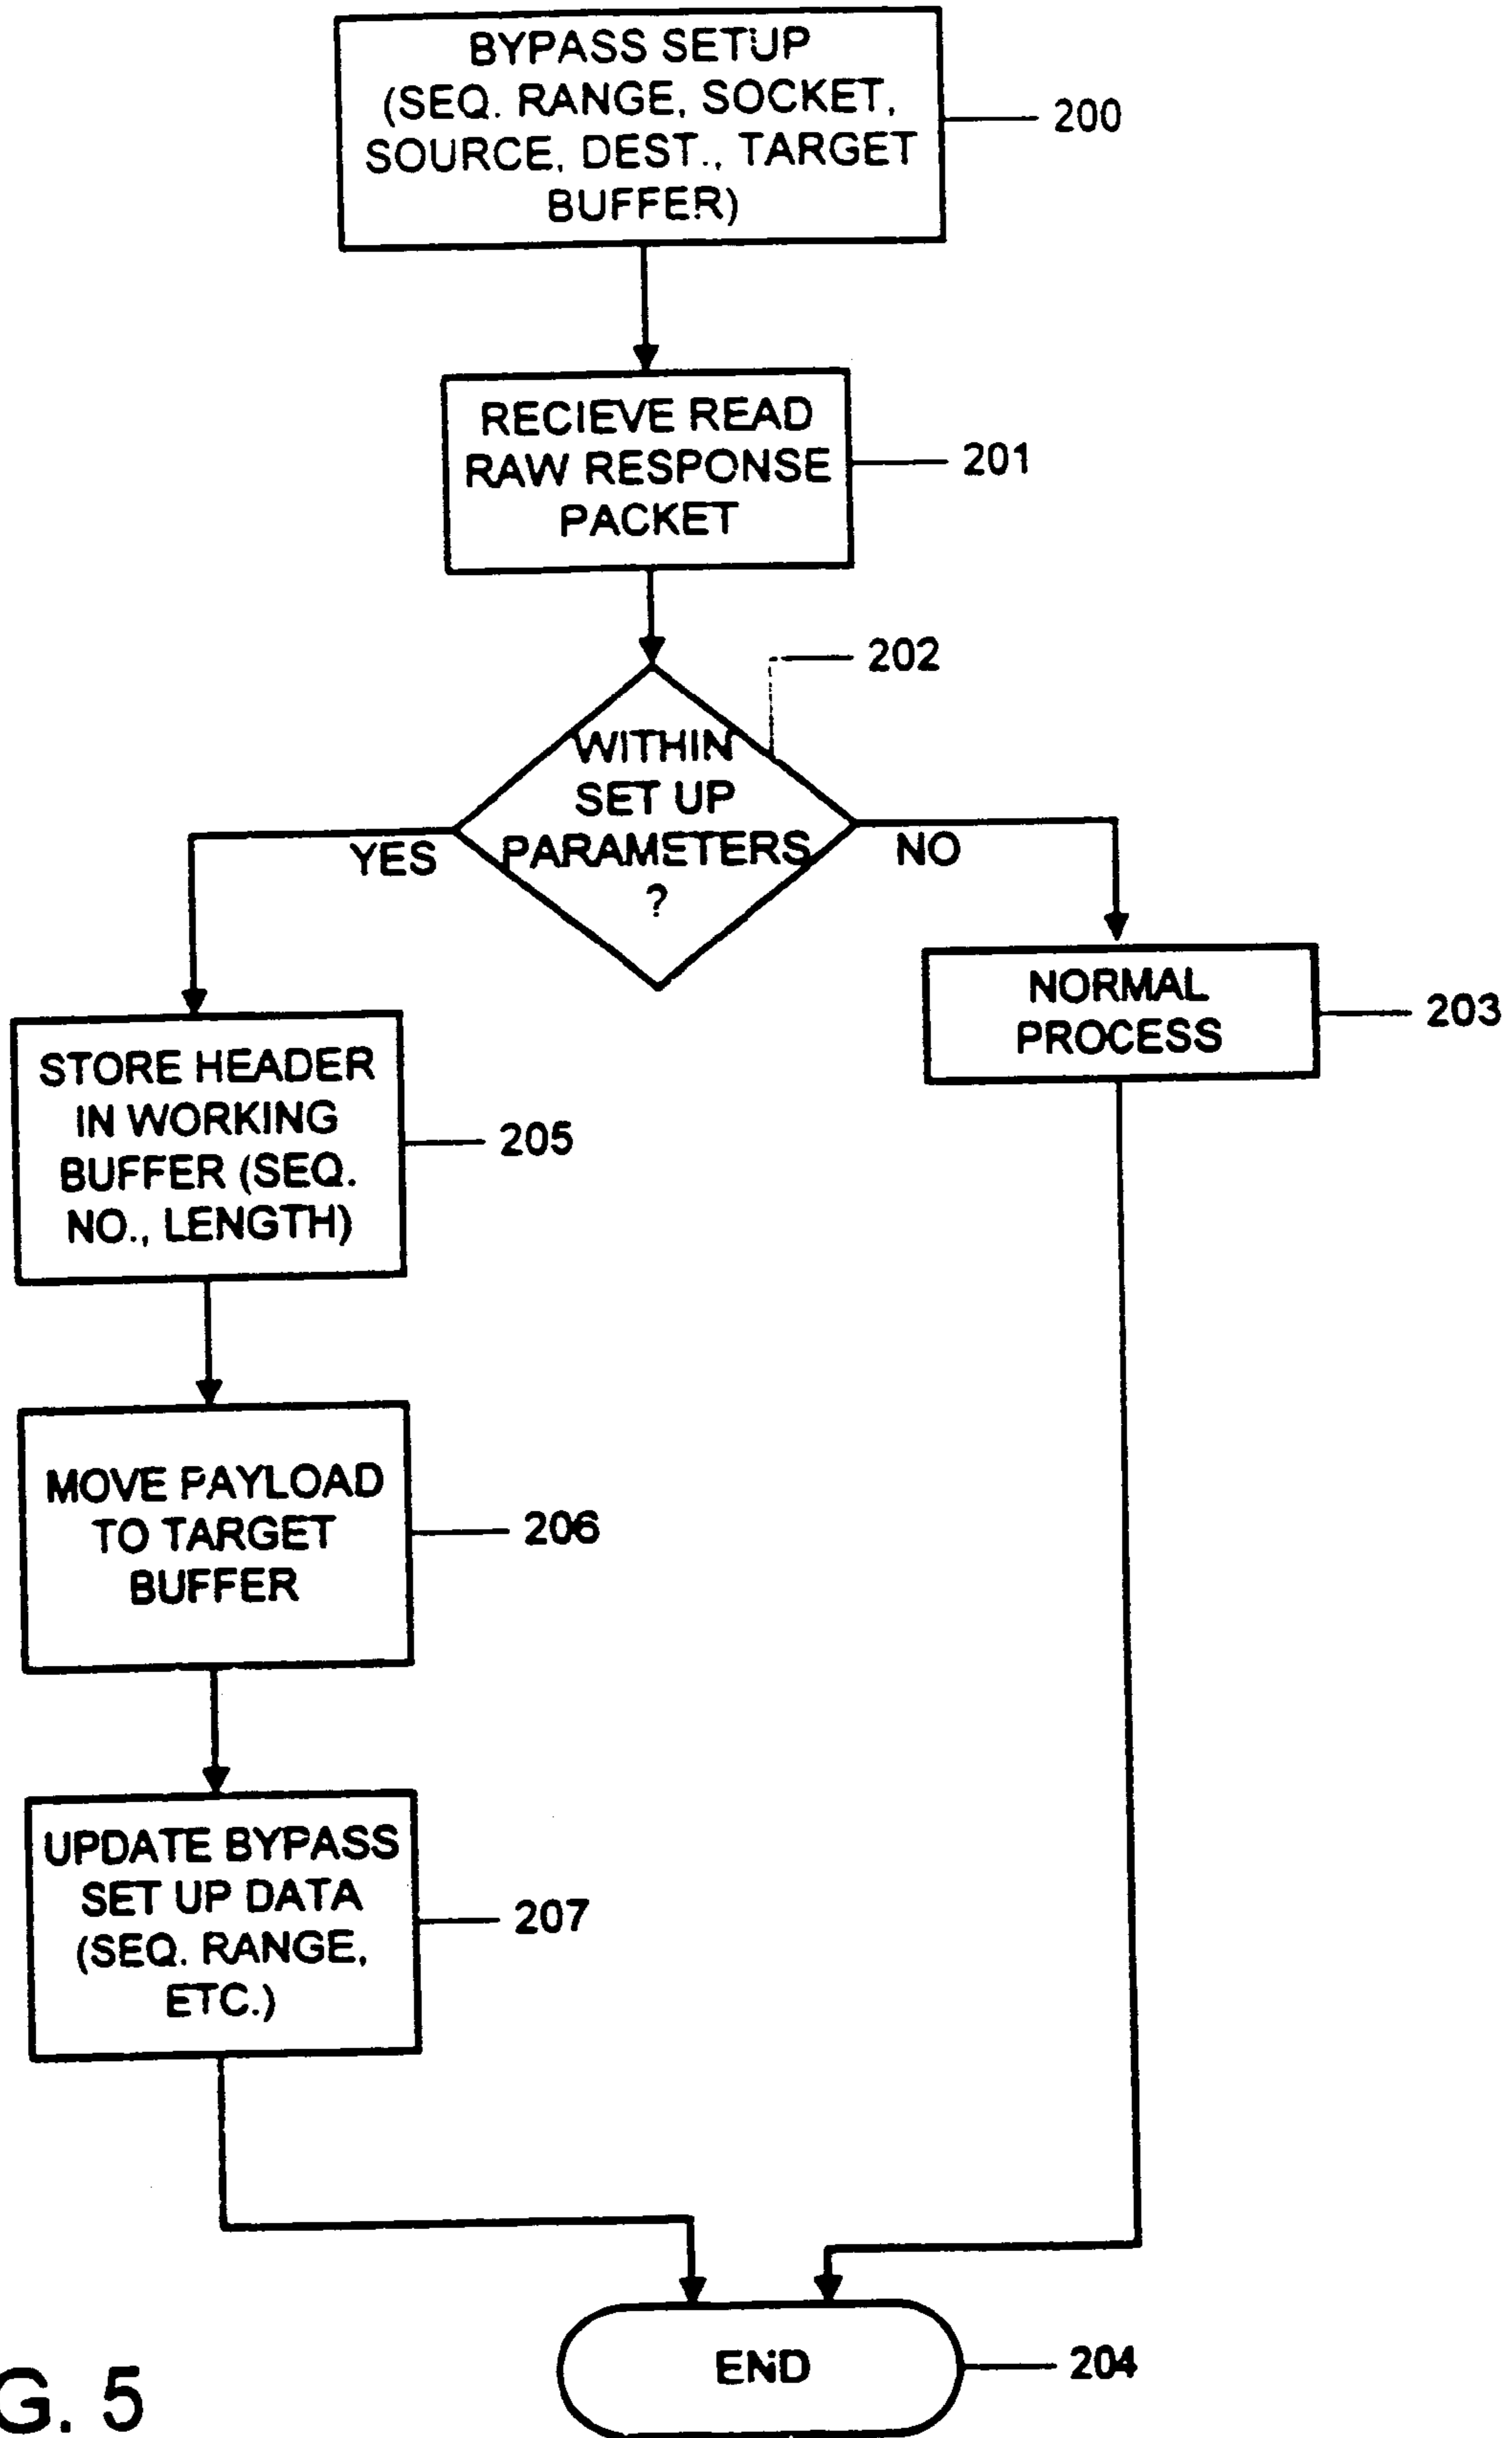 BYPASS SETUP
(SEQ. RANGE, SOCKET,
SOURCE, DEST., TARGET
BUFFER)
200
RECIEVE READ
RAW RESPONSE
PACKET
201
202
WITHIN
SET UP
PARAMETERS
?
YES
NO
NORMAL
PROCESS
203
STORE HEADER
IN WORKING
BUFFER (SEQ.
NO., LENGTH)
205
MOVE PAYLOAD
TO TARGET
BUFFER
206
UPDATE BYPASS
SET UP DATA
(SEQ. RANGE,
ETC.)
207
END
204
G. 5